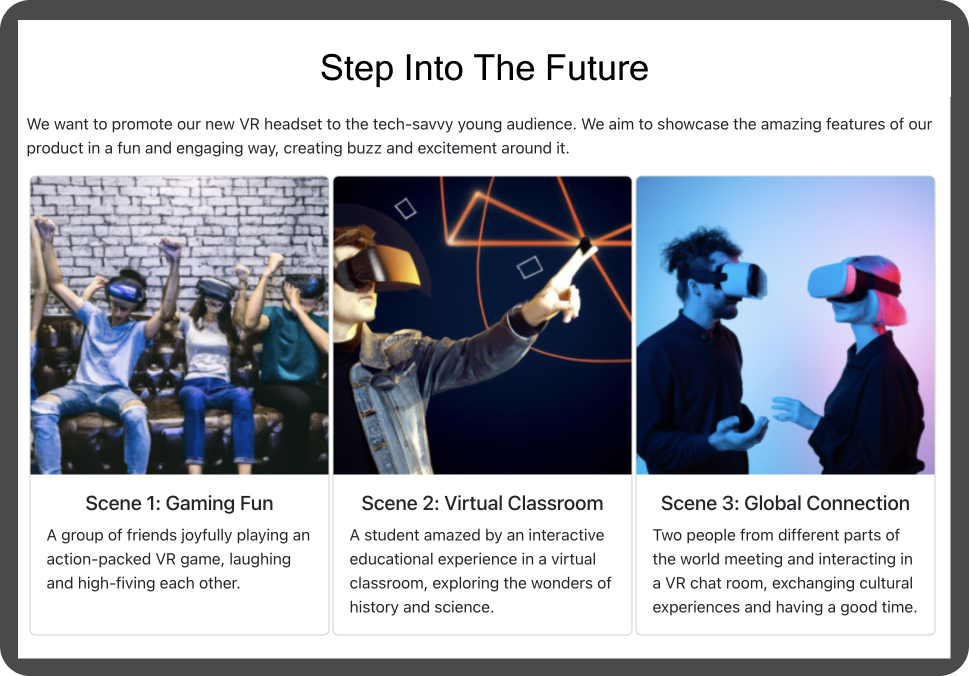 Step Into The Future
We want to promote our new VR headset to the tech-savvy young audience. We aim to showcase the amazing features of our
product in a fun and engaging way, creating buzz and excitement around it.
Scene 1: Gaming Fun
A group of friends joyfully playing an
action-packed VR game, laughing
and high-fiving each other.
Scene 2: Virtual Classroom
A student amazed by an interactive
educational experience in a virtual
classroom, exploring the wonders of
history and science.
Scene 3: Global Connection
Two people from different parts of
the world meeting and interacting in
a VR chat room, exchanging cultural
experiences and having a good time.